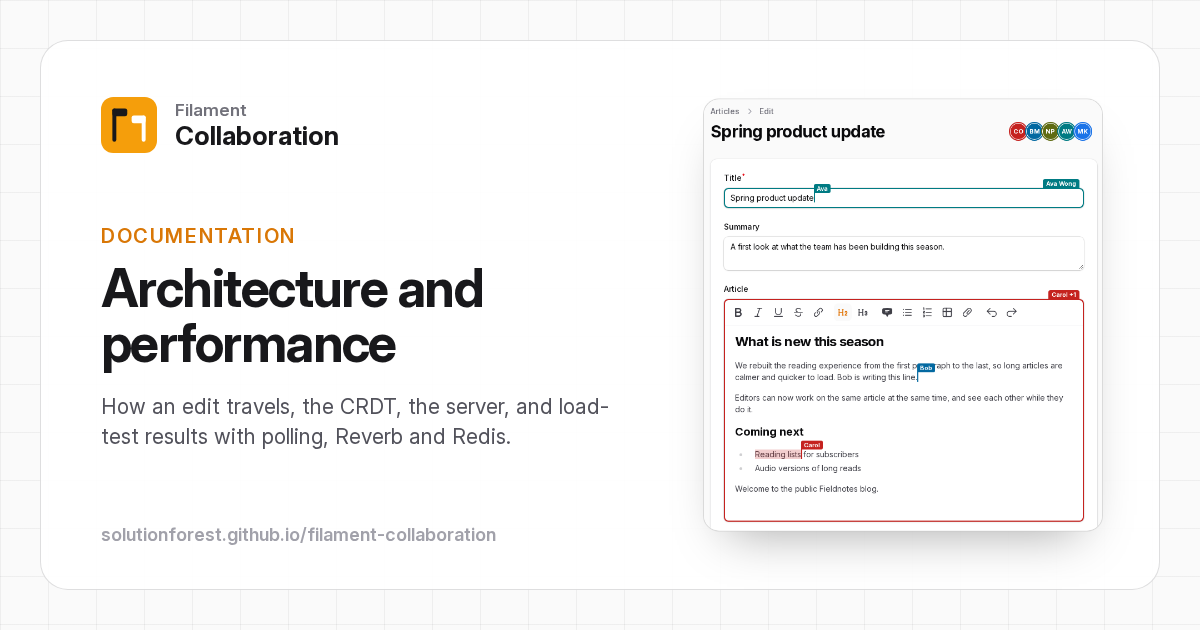 Filament
Collaboration
DOCUMENTATION
Architecture and
performance
How an edit travels, the CRDT, the server, and load-
test results with polling, Reverb and Redis.
solutionforest.github.io/filament-collaboration
Articles > Edit
Spring product update
CO BM NP AW MK
Title*
Ava Wong
Ava
Spring product update
Summary
A first look at what the team has been building this season.
Article
Carol +1
B I U S H2 H3
What is new this season
We rebuilt the reading experience from the first aph to the last, so long articles are
Bob
calmer and quicker to load. Bob is writing this line.
Editors can now work on the same article at the same time, and see each other while they
do it.
Coming next
Carol
Reading lists for subscribers
Audio versions of long reads
Welcome to the public Fieldnotes blog.